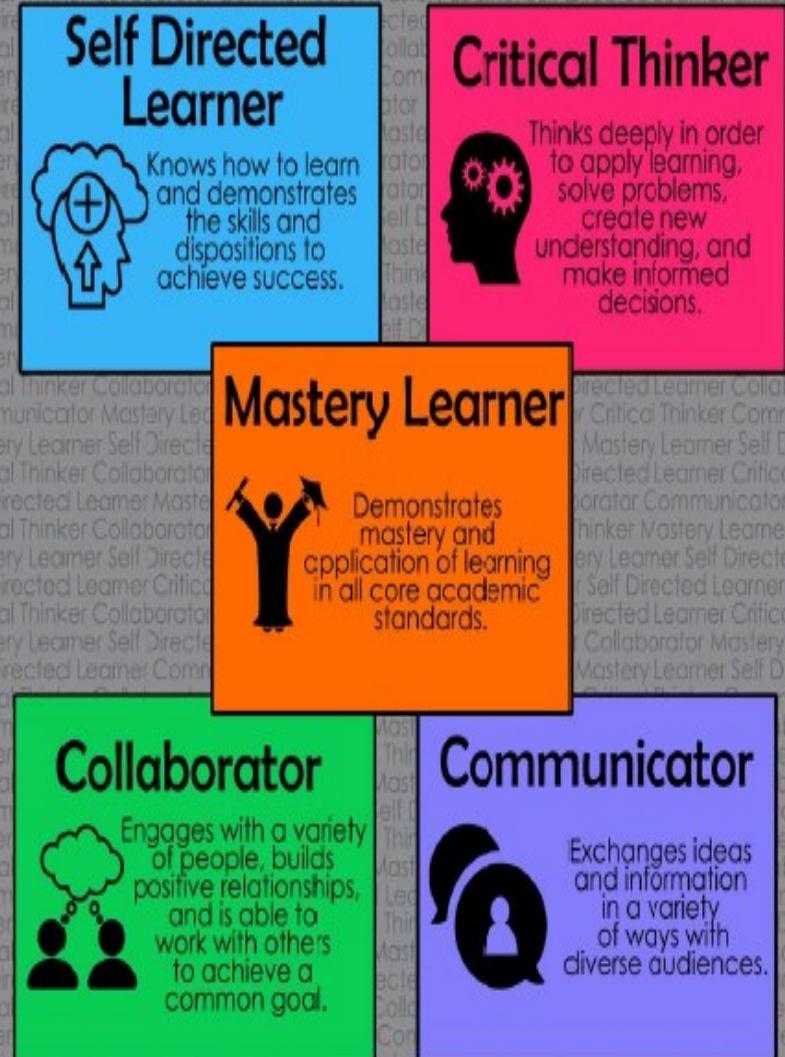 Self Directed
Learner
Knows how to learn
and demonstrates
the skills and
dispositions to
achieve success.
Critical Thinker
Thinks deeply in order
to apply learning,
solve problems,
create new
understanding, and
make informed
decisions.
Mastery Learner
Demonstrates
mastery and
application of learning
in all core academic
standards.
Collaborator
Engages with a variety
of people, builds
positive relationships,
and is able to
work with others
to achieve a
common goal.
Communicator
Exchanges ideas
and information
in a variety
of ways with
diverse audiences.